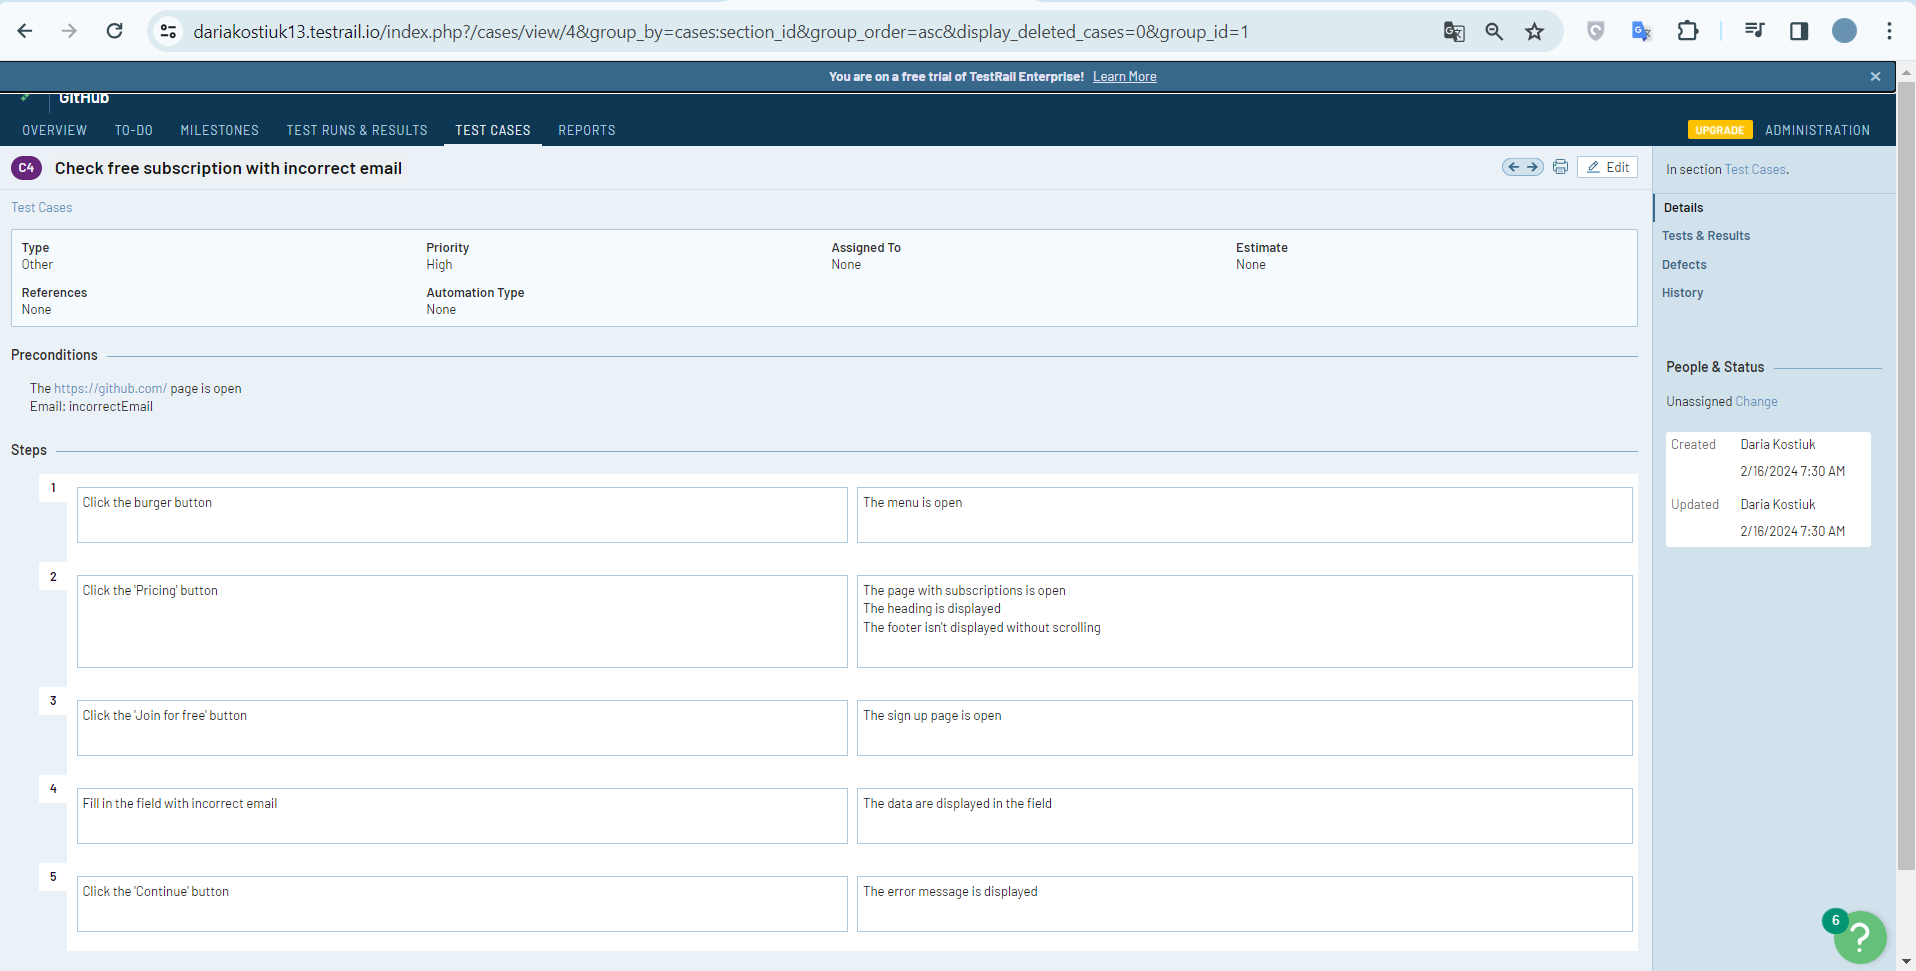 dariakostiuk13.testrail.io/index.php?/cases/view/4&group_by=cases:section_id&group_order=asc&display_deleted_cases=0&group_id=1
You are on a free trial of TestRail Enterprise! Learn More
GitHub
OVERVIEW TO-DO MILESTONES TEST RUNS & RESULTS TEST CASES REPORTS UPGRADE ADMINISTRATION
C4 Check free subscription with incorrect email Edit
Test Cases
Type Priority Assigned To Estimate
Other High None None
References Automation Type
None None
Preconditions
The https://github.com/ page is open
Email: incorrectEmail
Steps
1
Click the burger button The menu is open
2
Click the 'Pricing' button The page with subscriptions is open
The heading is displayed
The footer isn't displayed without scrolling
3
Click the 'Join for free' button The sign up page is open
4
Fill in the field with incorrect email The data are displayed in the field
5
Click the 'Continue' button The error message is displayed
In section Test Cases.
Details
Tests & Results
Defects
History
People & Status
Unassigned Change
Created Daria Kostiuk
2/16/2024 7:30 AM
Updated Daria Kostiuk
2/16/2024 7:30 AM
6
?